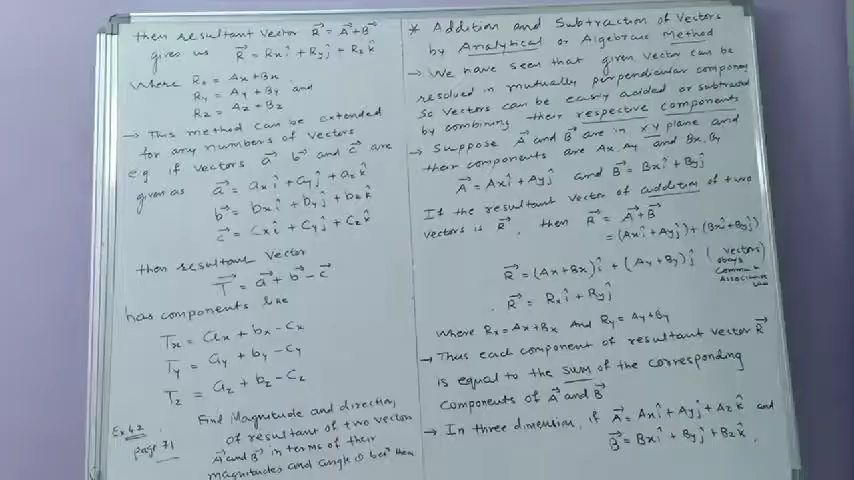 * Addition and Subtraction of Vectors
by Analytical or Algebraic Method
→ We have seen that given vector can be
resolved in mutually perpendicular component
So vectors can be easily added or subtracted
by combining their respective components
→ Suppose A⃗ and B⃗ are in xy plane and
their components are Ax, Ay and Bx, By
A⃗ = Axî + Ayĵ and B⃗ = Bxî + Byĵ
If the resultant vector of addition of two
vectors is R⃗, then R⃗ = A⃗+B⃗
= (Axî + Ayĵ) + (Bxî + Byĵ)
R⃗ = (Ax+Bx)î + (Ay+By)ĵ (vectors
obeys
Associative
law)
R⃗ = Rxî + Ryĵ
where Rx = Ax+Bx and Ry = Ay+By
→ Thus each component of resultant vector R⃗
is equal to the sum of the corresponding
components of A⃗ and B⃗
→ In three dimension, if A⃗ = Axî + Ayĵ + Azk̂ and
B⃗ = Bxî + Byĵ + Bzk̂.
then resultant vector R⃗ = A⃗+B⃗
gives us R⃗ = Rxî + Ryĵ + Rzk̂
where Rx = Ax+Bx
Ry = Ay+By and
Rz = Az+Bz
→ This method can be extended
for any numbers of vectors
e.g if vectors a⃗ b⃗ and c⃗ are
given as a⃗ = axî + cyĵ + azk̂
b⃗ = bxî + byĵ + bzk̂
c⃗ = cxî + cyĵ + czk̂
then resultant vector
T⃗ = a⃗ + b⃗ - c⃗
has components like
Tx = ax + bx - cx
Ty = ay + by - cy
Tz = az + bz - cz
Ex 4.2 Find Magnitude and direction
page 71 of resultant of two vector
A⃗ and B⃗ in terms of their
magnitudes and angle θ betn them